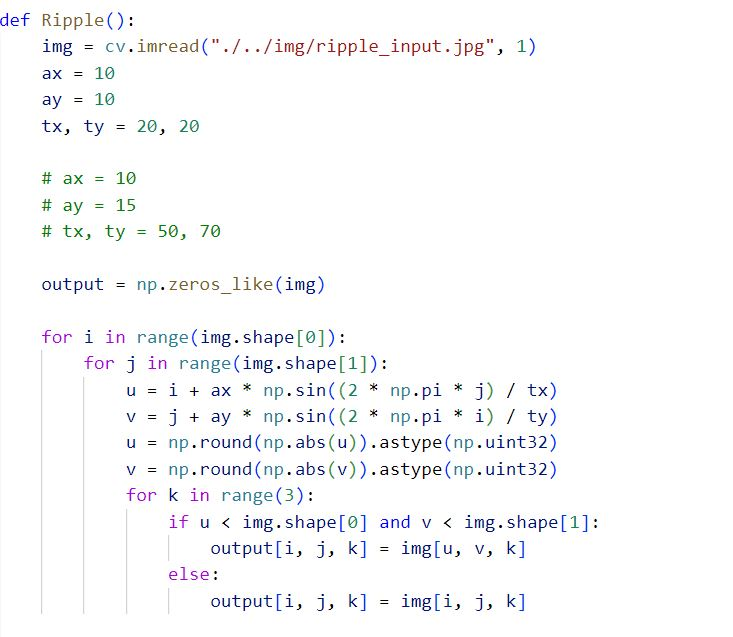 def Ripple():
    img = cv.imread("./../img/ripple_input.jpg", 1)
    ax = 10
    ay = 10
    tx, ty = 20, 20

    # ax = 10
    # ay = 15
    # tx, ty = 50, 70

    output = np.zeros_like(img)

    for i in range(img.shape[0]):
        for j in range(img.shape[1]):
            u = i + ax * np.sin((2 * np.pi * j) / tx)
            v = j + ay * np.sin((2 * np.pi * i) / ty)
            u = np.round(np.abs(u)).astype(np.uint32)
            v = np.round(np.abs(v)).astype(np.uint32)
            for k in range(3):
                if u < img.shape[0] and v < img.shape[1]:
                    output[i, j, k] = img[u, v, k]
                else:
                    output[i, j, k] = img[i, j, k]